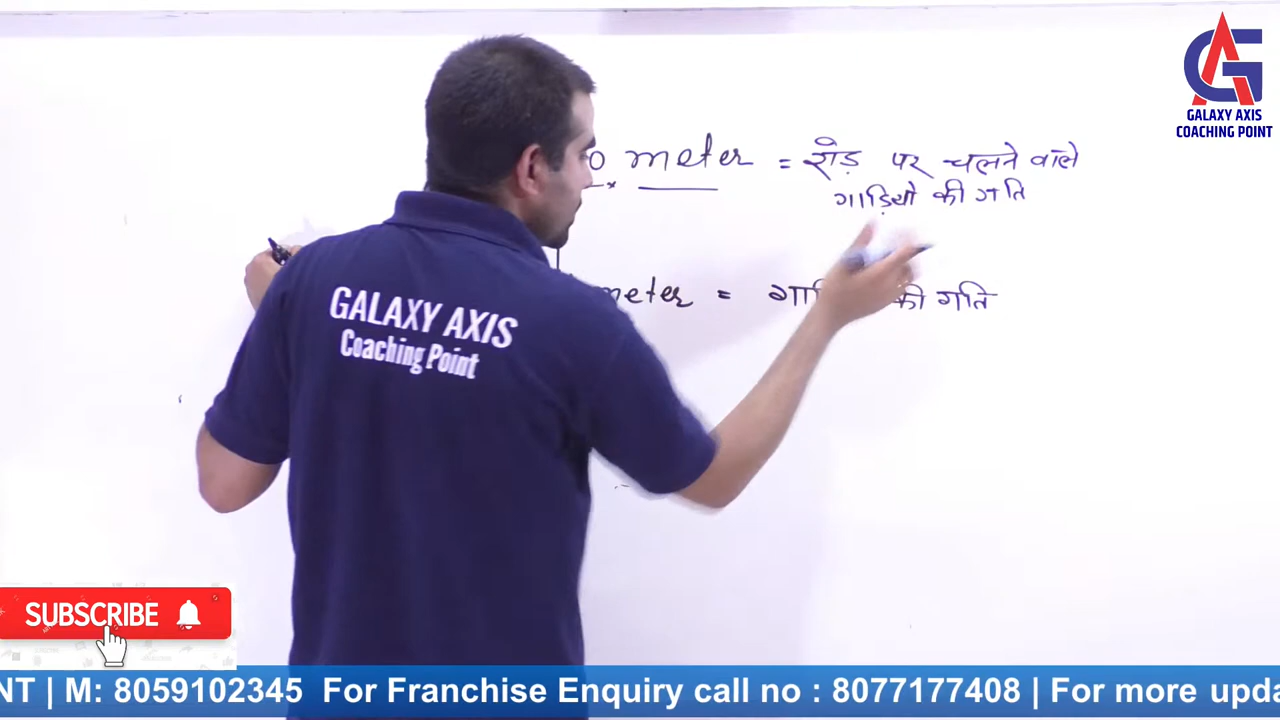 GALAXY AXIS
COACHING POINT
o meter = रोड़ पर चलने वाले
गाड़ियो की गति
meter = की गति
GALAXY AXIS
Coaching Point
SUBSCRIBE
NT | M: 8059102345 For Franchise Enquiry call no : 8077177408 | For more upda